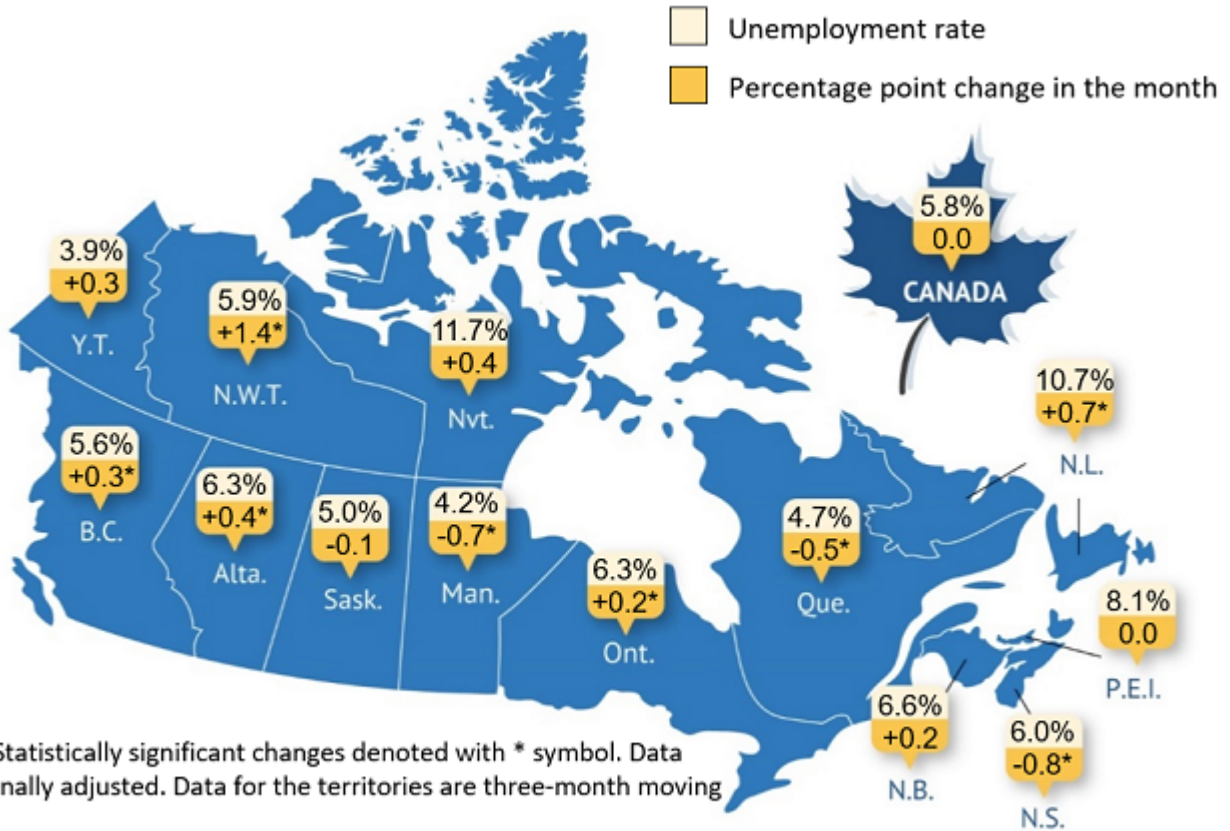 Unemployment rate
Percentage point change in the month
5.8%
0.0
CANADA
3.9%
+0.3
Y.T.
5.9%
+1.4*
N.W.T.
11.7%
+0.4
Nvt.
10.7%
+0.7*
N.L.
5.6%
+0.3*
B.C.
6.3%
+0.4*
Alta.
5.0%
-0.1
Sask.
4.2%
-0.7*
Man.
6.3%
+0.2*
Ont.
4.7%
-0.5*
Que.
8.1%
0.0
P.E.I.
6.6%
+0.2
N.B.
6.0%
-0.8*
N.S.
Statistically significant changes denoted with * symbol. Data
nally adjusted. Data for the territories are three-month moving